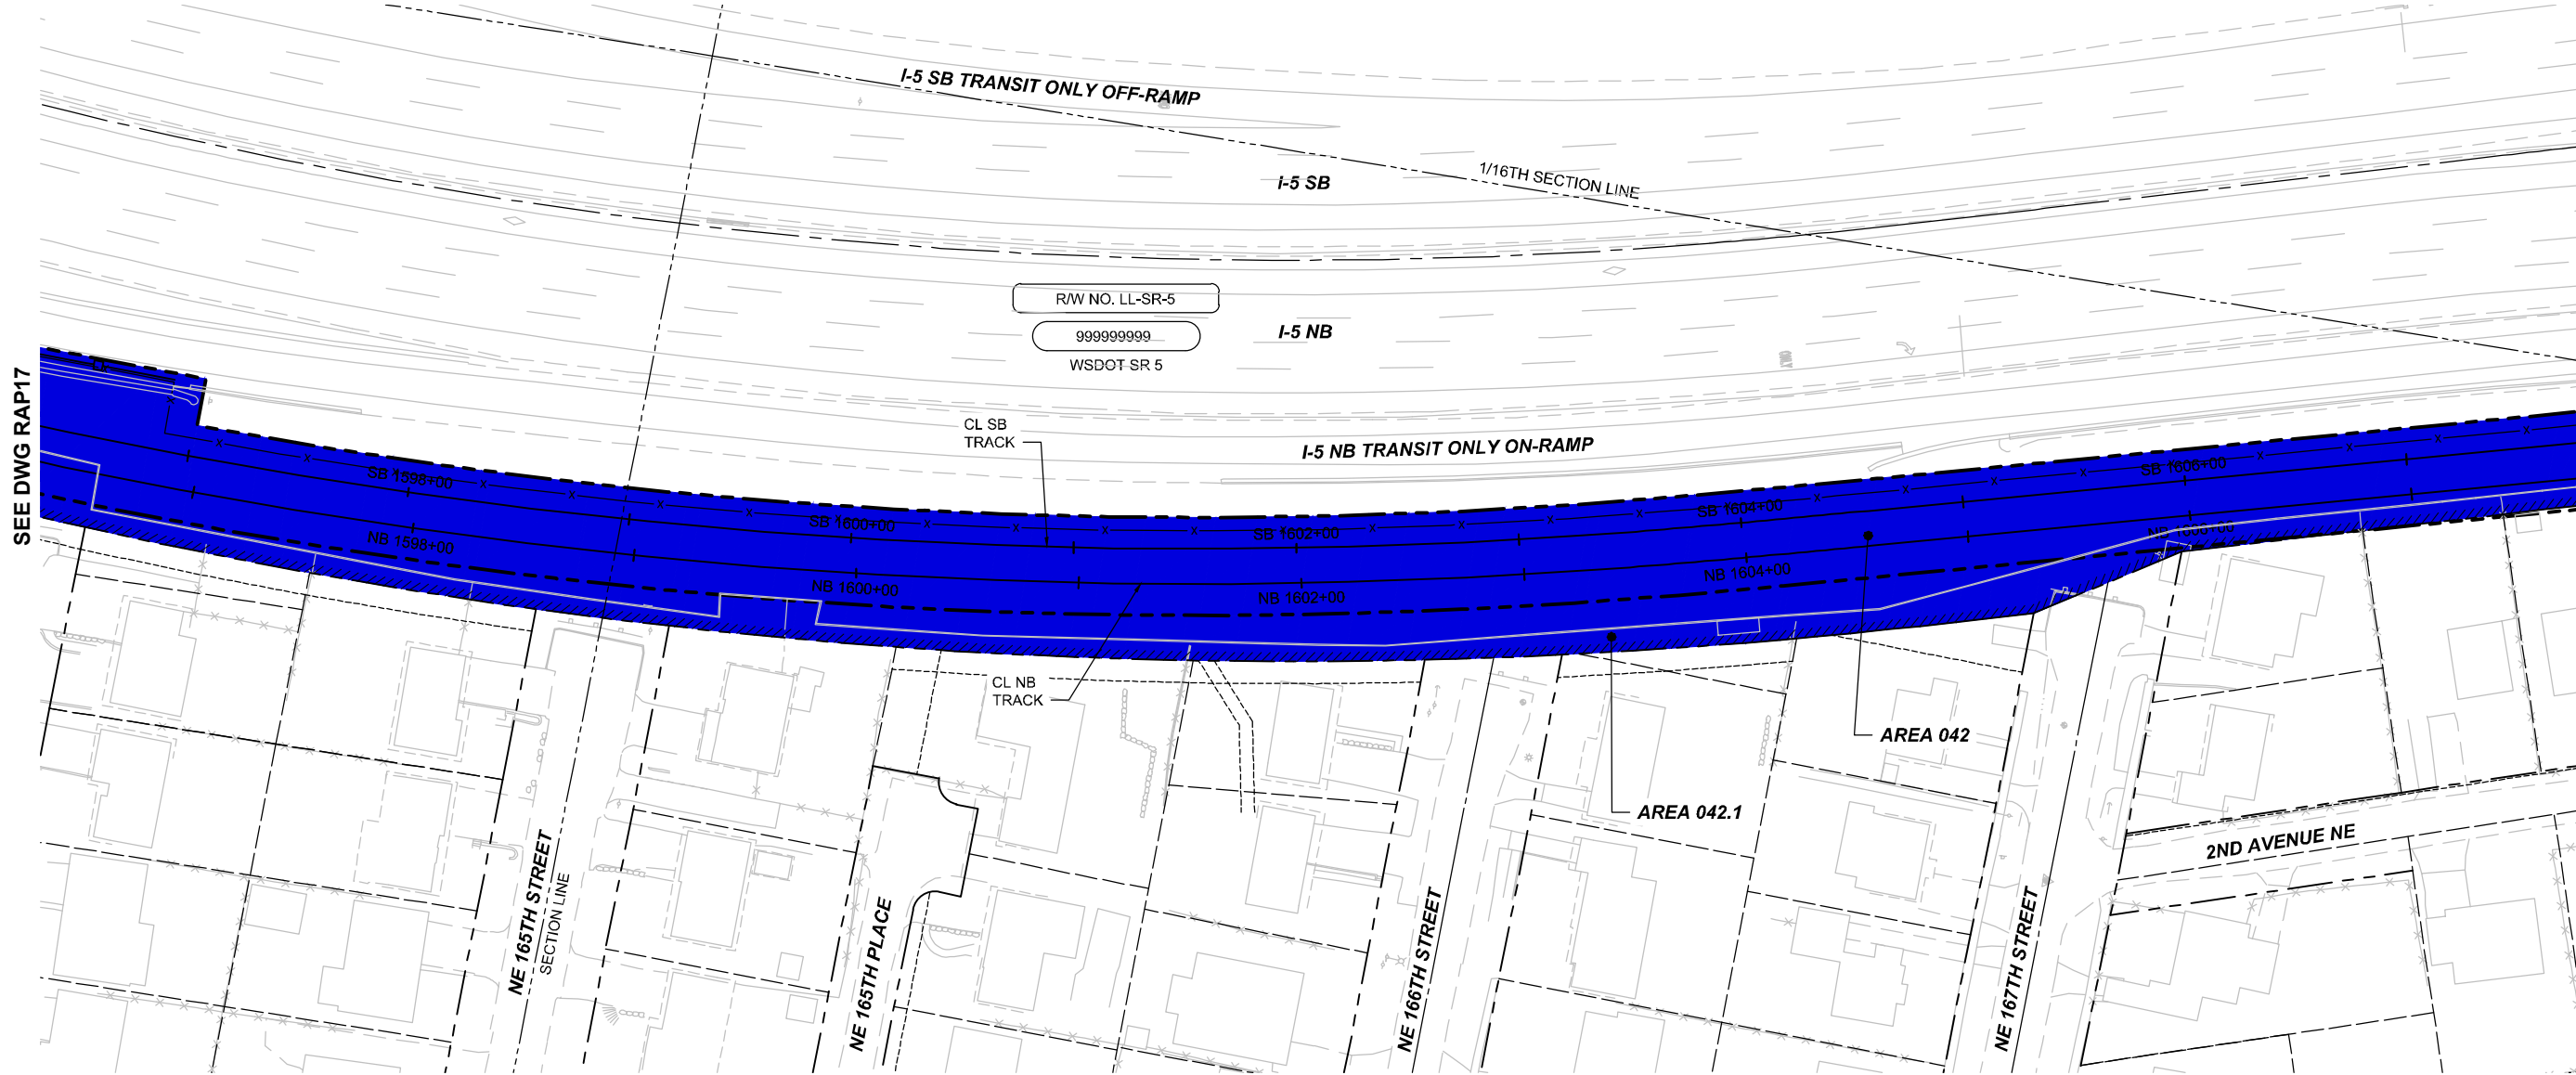 I-5 SB TRANSIT ONLY OFF-RAMP
1/16TH SECTION LINE
I-5 SB
R/W NO. LL-SR-5
999999999
WSDOT SR 5
I-5 NB
SEE DWG RAP17
CL SB
TRACK
I-5 NB TRANSIT ONLY ON-RAMP
SB 1598+00
SB 1600+00
SB 1602+00
SB 1604+00
SB 1606+00
NB 1598+00
NB 1600+00
NB 1602+00
NB 1604+00
NB 1606+00
CL NB
TRACK
AREA 042
AREA 042.1
NE 165TH STREET
SECTION LINE
NE 165TH PLACE
NE 166TH STREET
NE 167TH STREET
2ND AVENUE NE